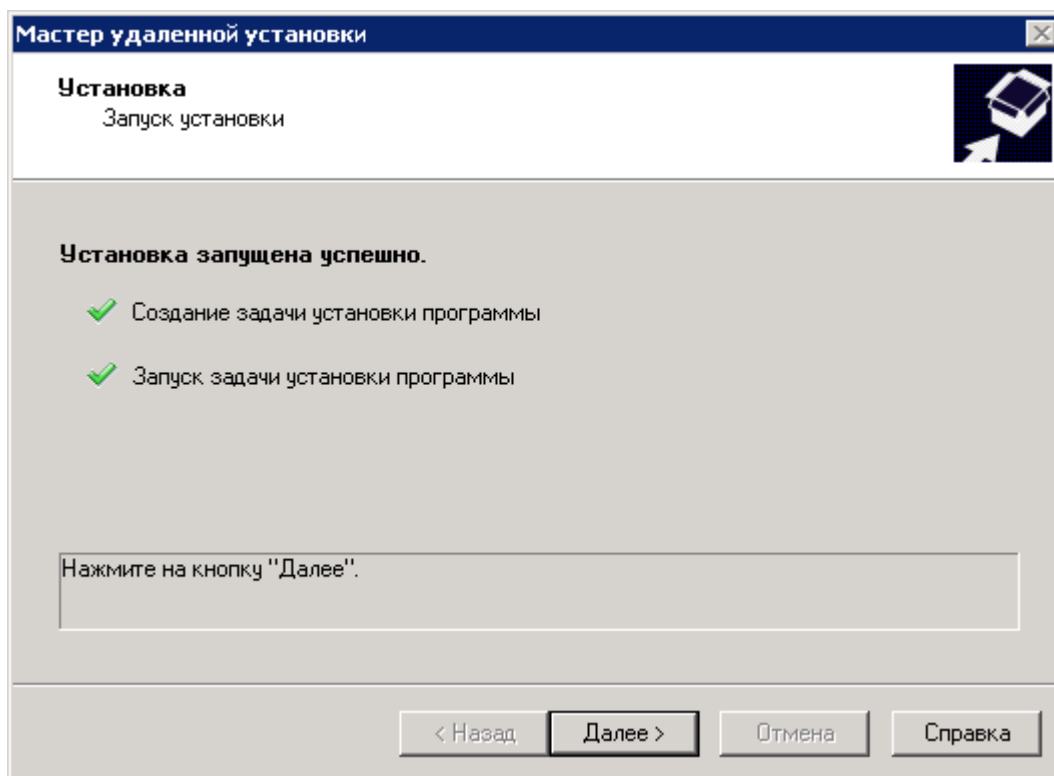 Мастер удаленной установки
Установка
Запуск установки
Установка запущена успешно.
Создание задачи установки программы
Запуск задачи установки программы
Нажмите на кнопку "Далее".
< Назад
Далее >
Отмена
Справка